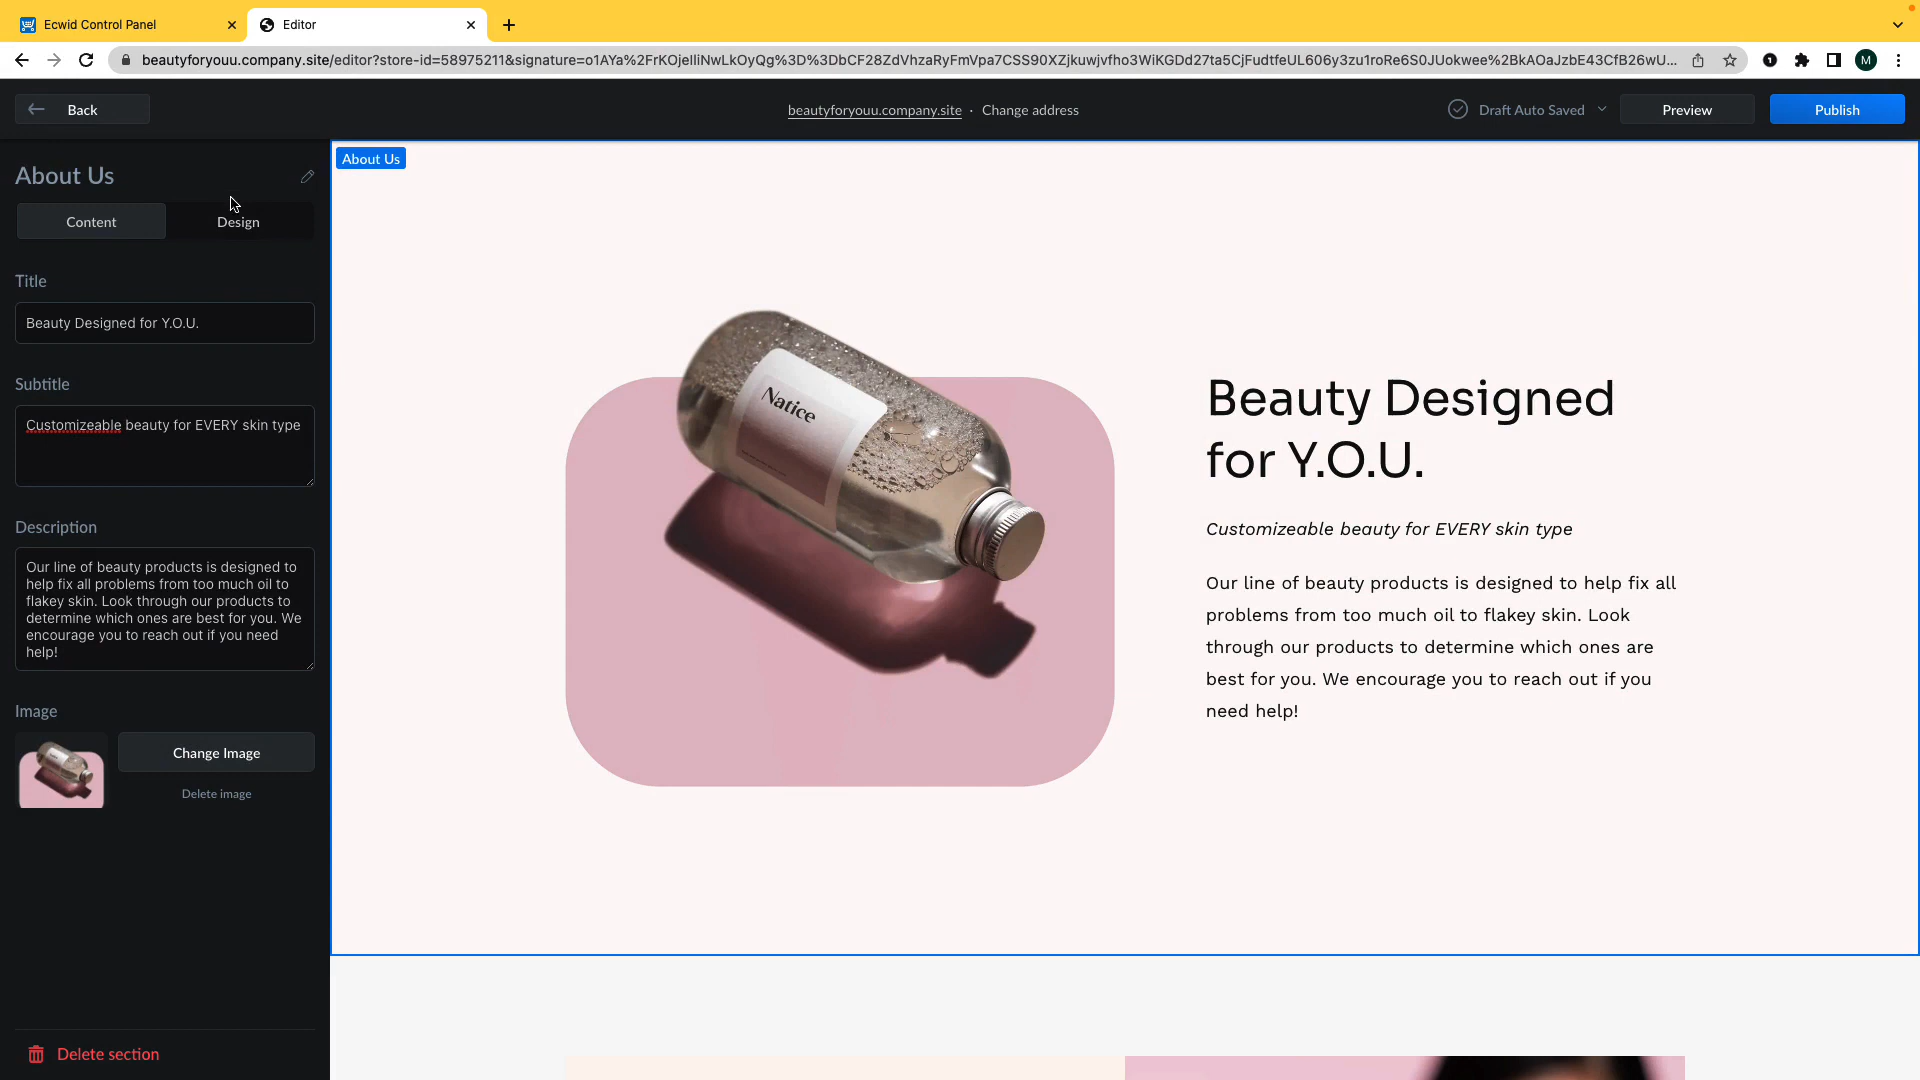 Ecwid Control Panel
Editor
beautyforyouu.company.site/editor?store-id=58975211&signature=o1AYa%2FrKOjelliNwLkOyQg%3D%3DbCF28ZdVhzaRyFmVpa7CSS90XZjkuwjvfho3WiKGDd27ta5CjFudtfeUL606y3zu1roRe6S0JUokwee%2BkAOaJzbE43CfB26wU...
M
Back
beautyforyouu.company.site · Change address
Draft Auto Saved
Preview
Publish
About Us
Content
Design
Title
Beauty Designed for Y.O.U.
Subtitle
Customizeable beauty for EVERY skin type
Description
Our line of beauty products is designed to
help fix all problems from too much oil to
flakey skin. Look through our products to
determine which ones are best for you. We
encourage you to reach out if you need
help!
Image
Change Image
Delete image
Delete section
About Us
Natice
Beauty Designed
for Y.O.U.
Customizeable beauty for EVERY skin type
Our line of beauty products is designed to help fix all
problems from too much oil to flakey skin. Look
through our products to determine which ones are
best for you. We encourage you to reach out if you
need help!